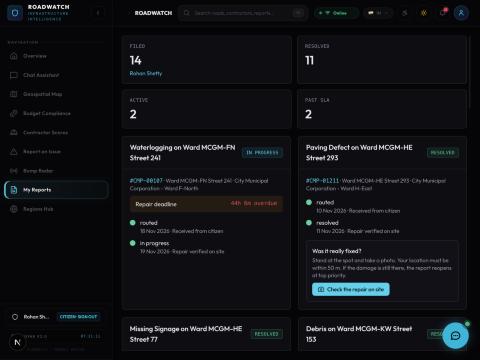 ROADWATCH
INFRASTRUCTURE
INTELLIGENCE
ROADWATCH
Search roads, contractors, reports...
Online
IN
NAVIGATION
Overview
Chat Assistant
Geospatial Map
Budget Compliance
Contractor Scores
Report an Issue
Bump Radar
My Reports
Regions Hub
FILED
14
Rohan Shetty
RESOLVED
11
ACTIVE
2
PAST SLA
2
Waterlogging on Ward MCGM-FN
Street 241
IN PROGRESS
#CMP-00107·Ward MCGM-FN Street 241·City Municipal
Corporation - Ward F-North
Repair deadline
44h 6m overdue
routed
18 Nov 2026·Received from citizen
in progress
19 Nov 2026·Repair verified on site
Paving Defect on Ward MCGM-HE
Street 293
RESOLVED
#CMP-01211·Ward MCGM-HE Street 293·City Municipal
Corporation - Ward H-East
routed
10 Nov 2026·Received from citizen
resolved
11 Nov 2026·Repair verified on site
Was it really fixed?
Stand at the spot and take a photo. Your location must be
within 50 m. If the damage is still there, the report reopens
at top priority.
Check the repair on site
Missing Signage on Ward MCGM-HE
Street 77
RESOLVED
Debris on Ward MCGM-KW Street
153
Rohan Sh...
CITIZEN·SIGN OUT
N